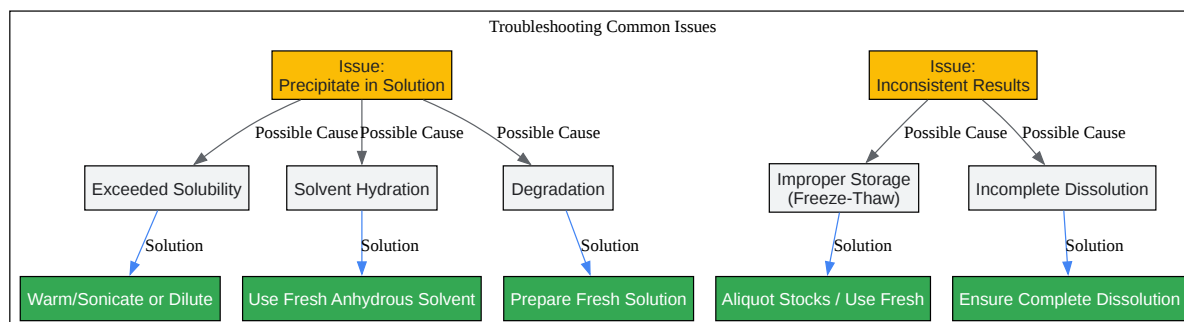 Troubleshooting Common Issues
Issue:
Precipitate in Solution
Issue:
Inconsistent Results
Possible Cause
Possible Cause
Possible Cause
Possible Cause
Possible Cause
Exceeded Solubility
Solvent Hydration
Degradation
Improper Storage
(Freeze-Thaw)
Incomplete Dissolution
Solution
Solution
Solution
Solution
Solution
Warm/Sonicate or Dilute
Use Fresh Anhydrous Solvent
Prepare Fresh Solution
Aliquot Stocks / Use Fresh
Ensure Complete Dissolution